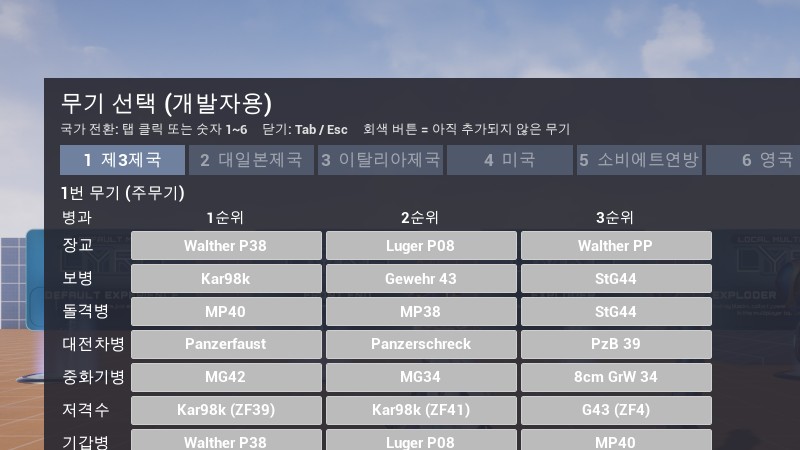 무기 선택 (개발자용)
국가 전환: 탭 클릭 또는 숫자 1~6 닫기: Tab / Esc 회색 버튼 = 아직 추가되지 않은 무기
1 제3제국 2 대일본제국 3 이탈리아제국 4 미국 5 소비에트연방 6 영국
1번 무기 (주무기)
병과 1순위 2순위 3순위
장교 Walther P38 Luger P08 Walther PP
보병 Kar98k Gewehr 43 StG44
돌격병 MP40 MP38 StG44
대전차병 Panzerfaust Panzerschreck PzB 39
중화기병 MG42 MG34 8cm GrW 34
저격수 Kar98k (ZF39) Kar98k (ZF41) G43 (ZF4)
기갑병 Walther P38 Luger P08 MP40